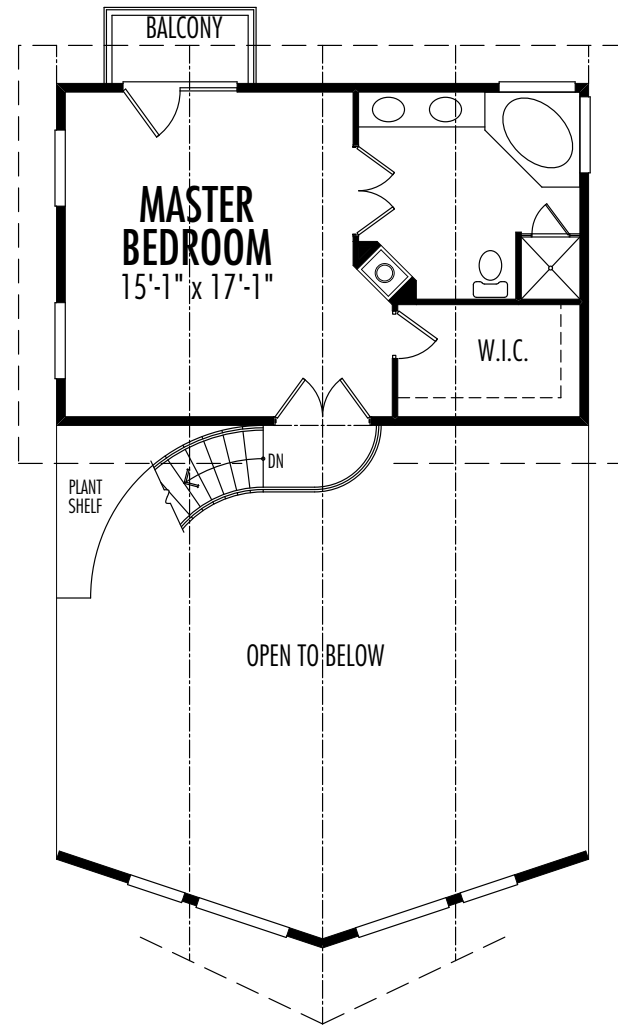 BALCONY
MASTER
BEDROOM
15'-1" x 17'-1"
W.I.C.
DN
PLANT
SHELF
OPEN TO BELOW